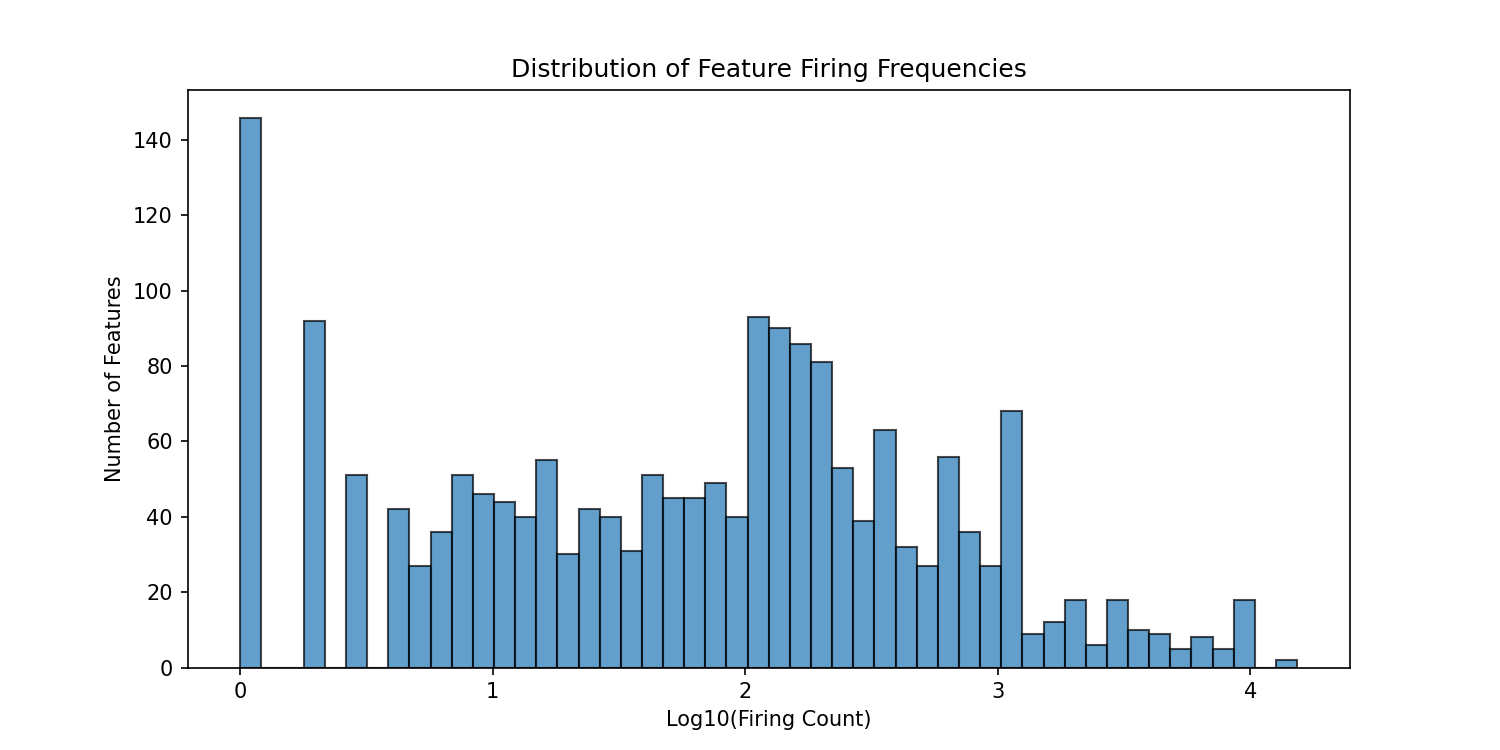 Distribution of Feature Firing Frequencies
140
120
100
80
60
40
20
0
Number of Features
0 1 2 3 4
Log10(Firing Count)